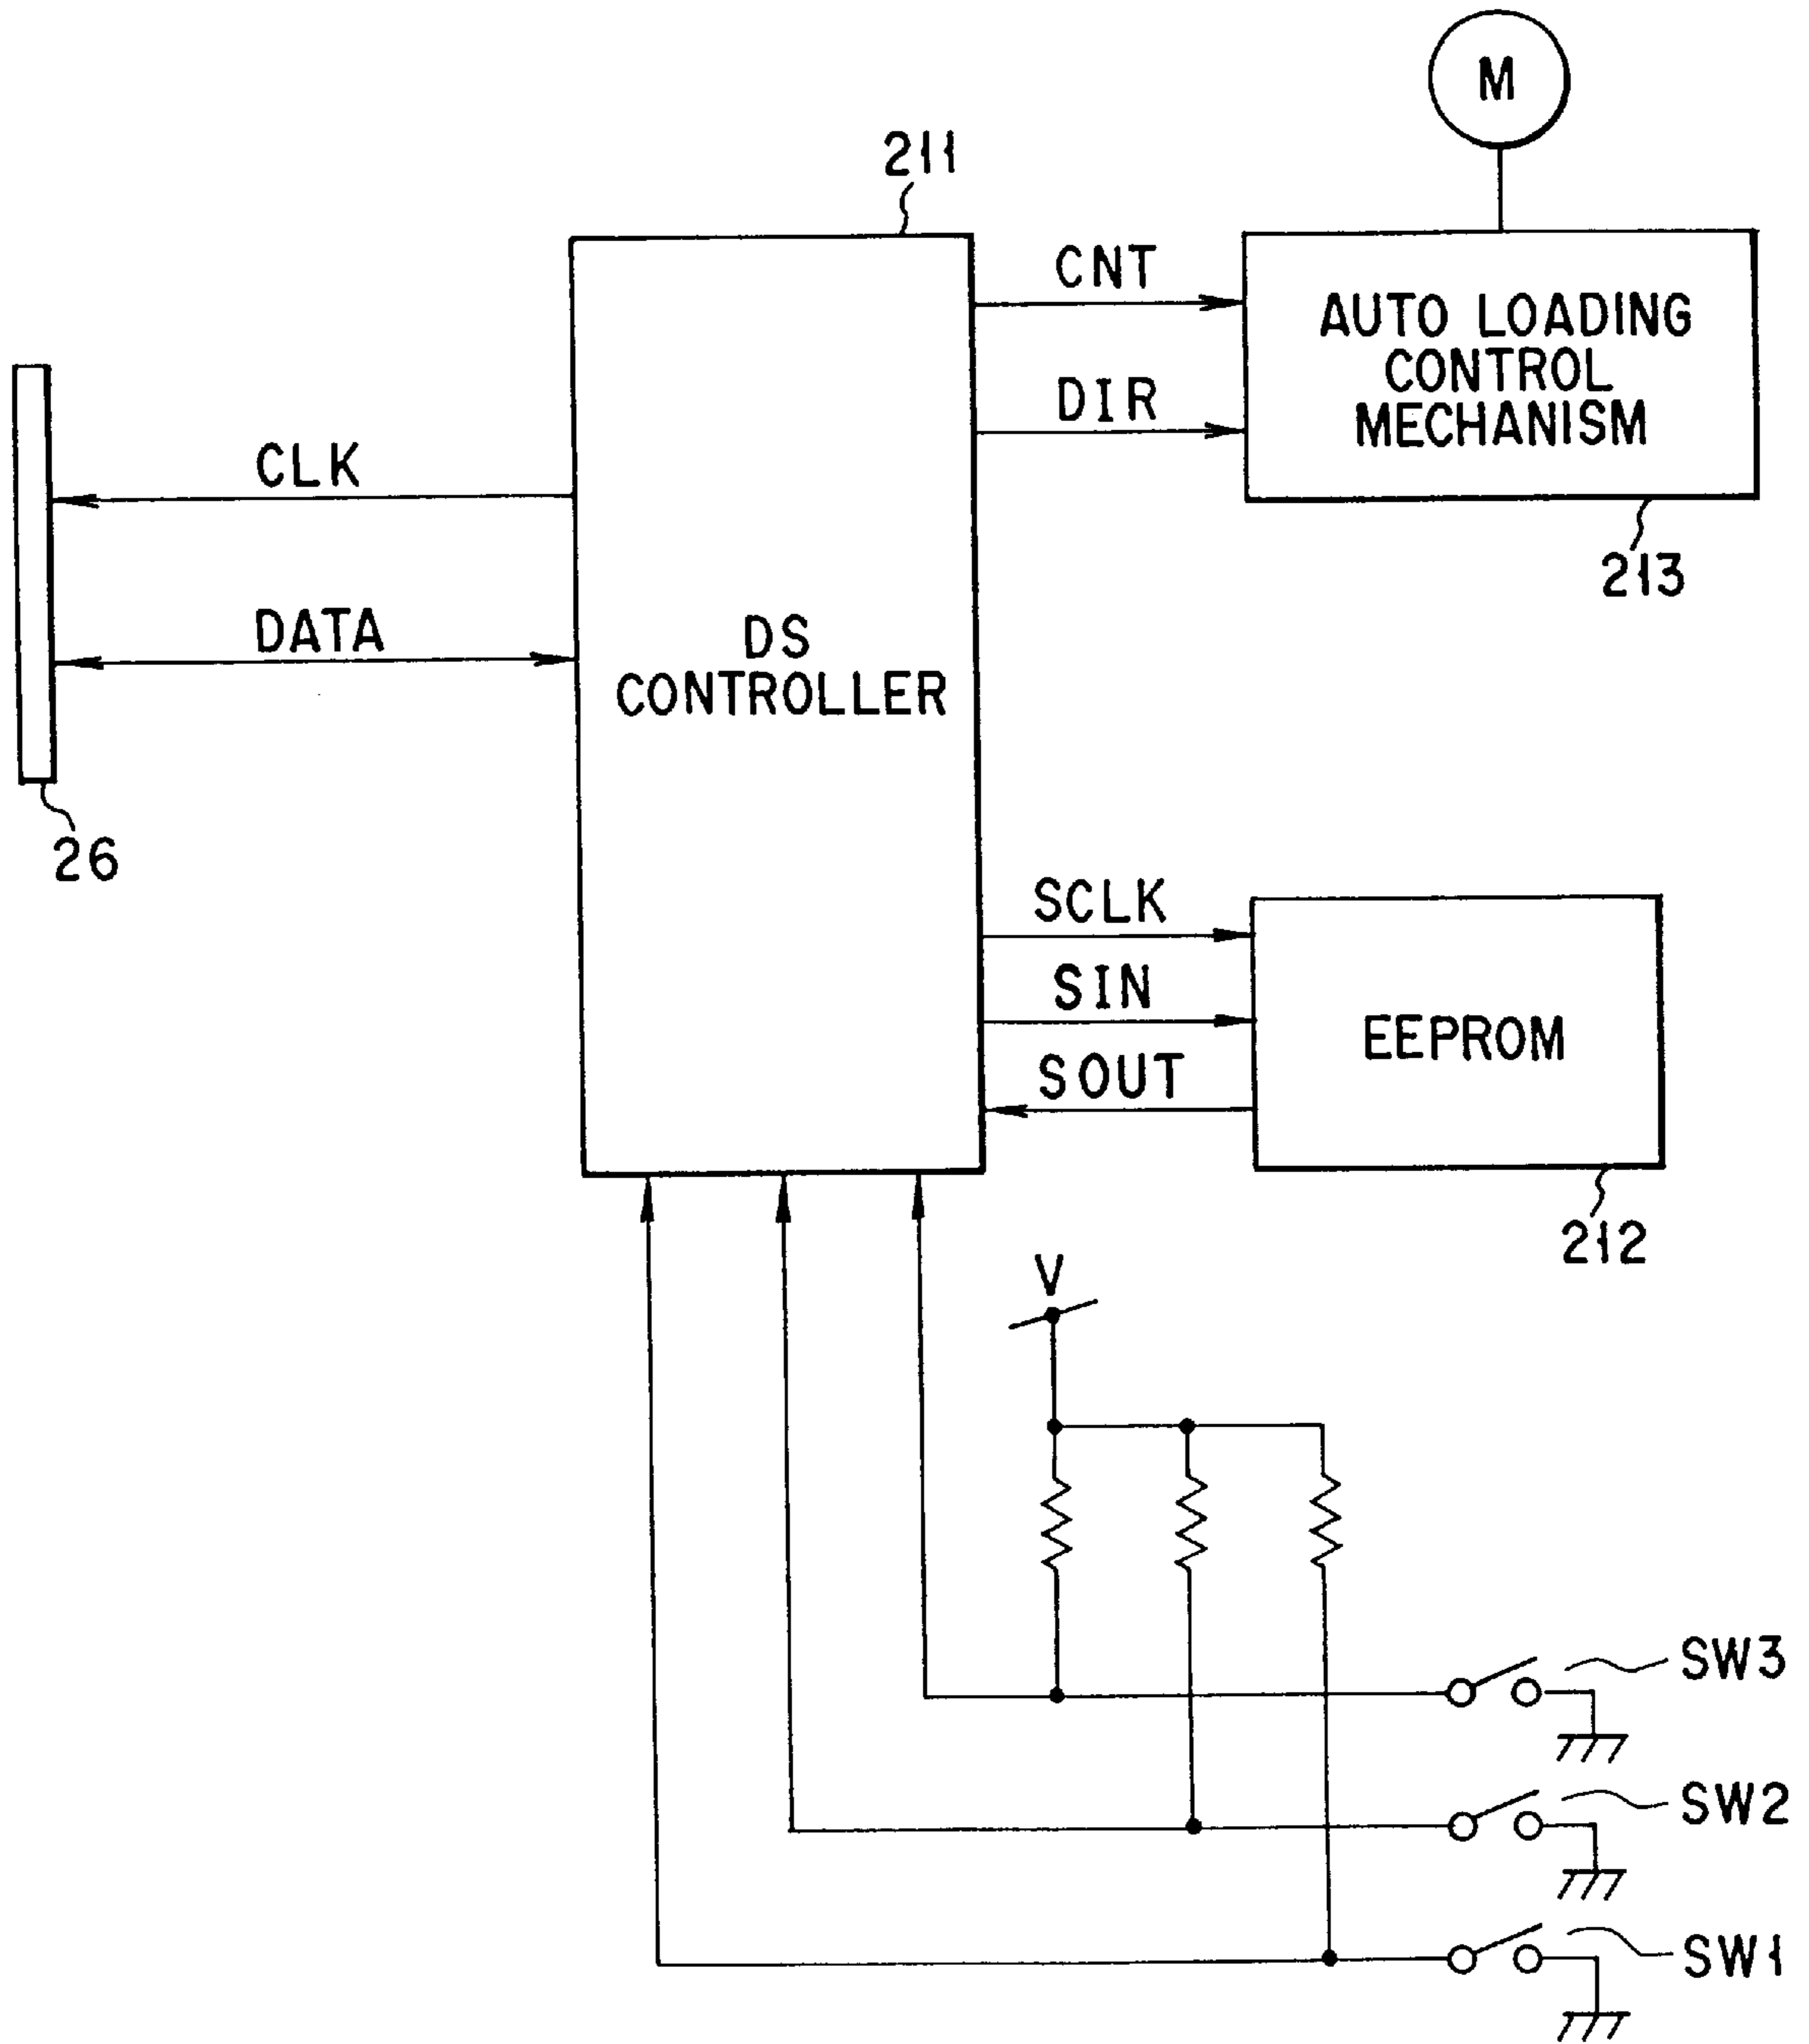 M
211
CNT
AUTO LOADING
CONTROL
MECHANISM
DIR
CLK
213
DATA
DS
CONTROLLER
26
SCLK
SIN
EEPROM
SOUT
212
V
SW3
SW2
SW1